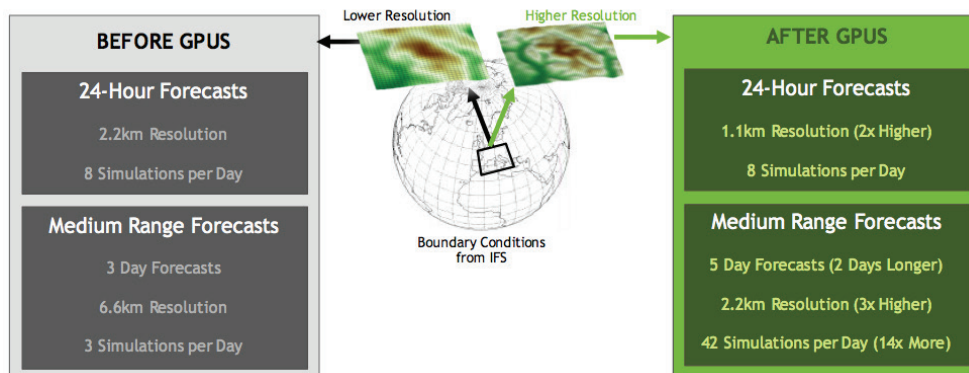 Lower Resolution
Higher Resolution
BEFORE GPUS
24-Hour Forecasts
2.2km Resolution
8 Simulations per Day
Medium Range Forecasts
3 Day Forecasts
6.6km Resolution
3 Simulations per Day
Boundary Conditions
from IFS
AFTER GPUS
24-Hour Forecasts
1.1km Resolution (2x Higher)
8 Simulations per Day
Medium Range Forecasts
5 Day Forecasts (2 Days Longer)
2.2km Resolution (3x Higher)
42 Simulations per Day (14x More)